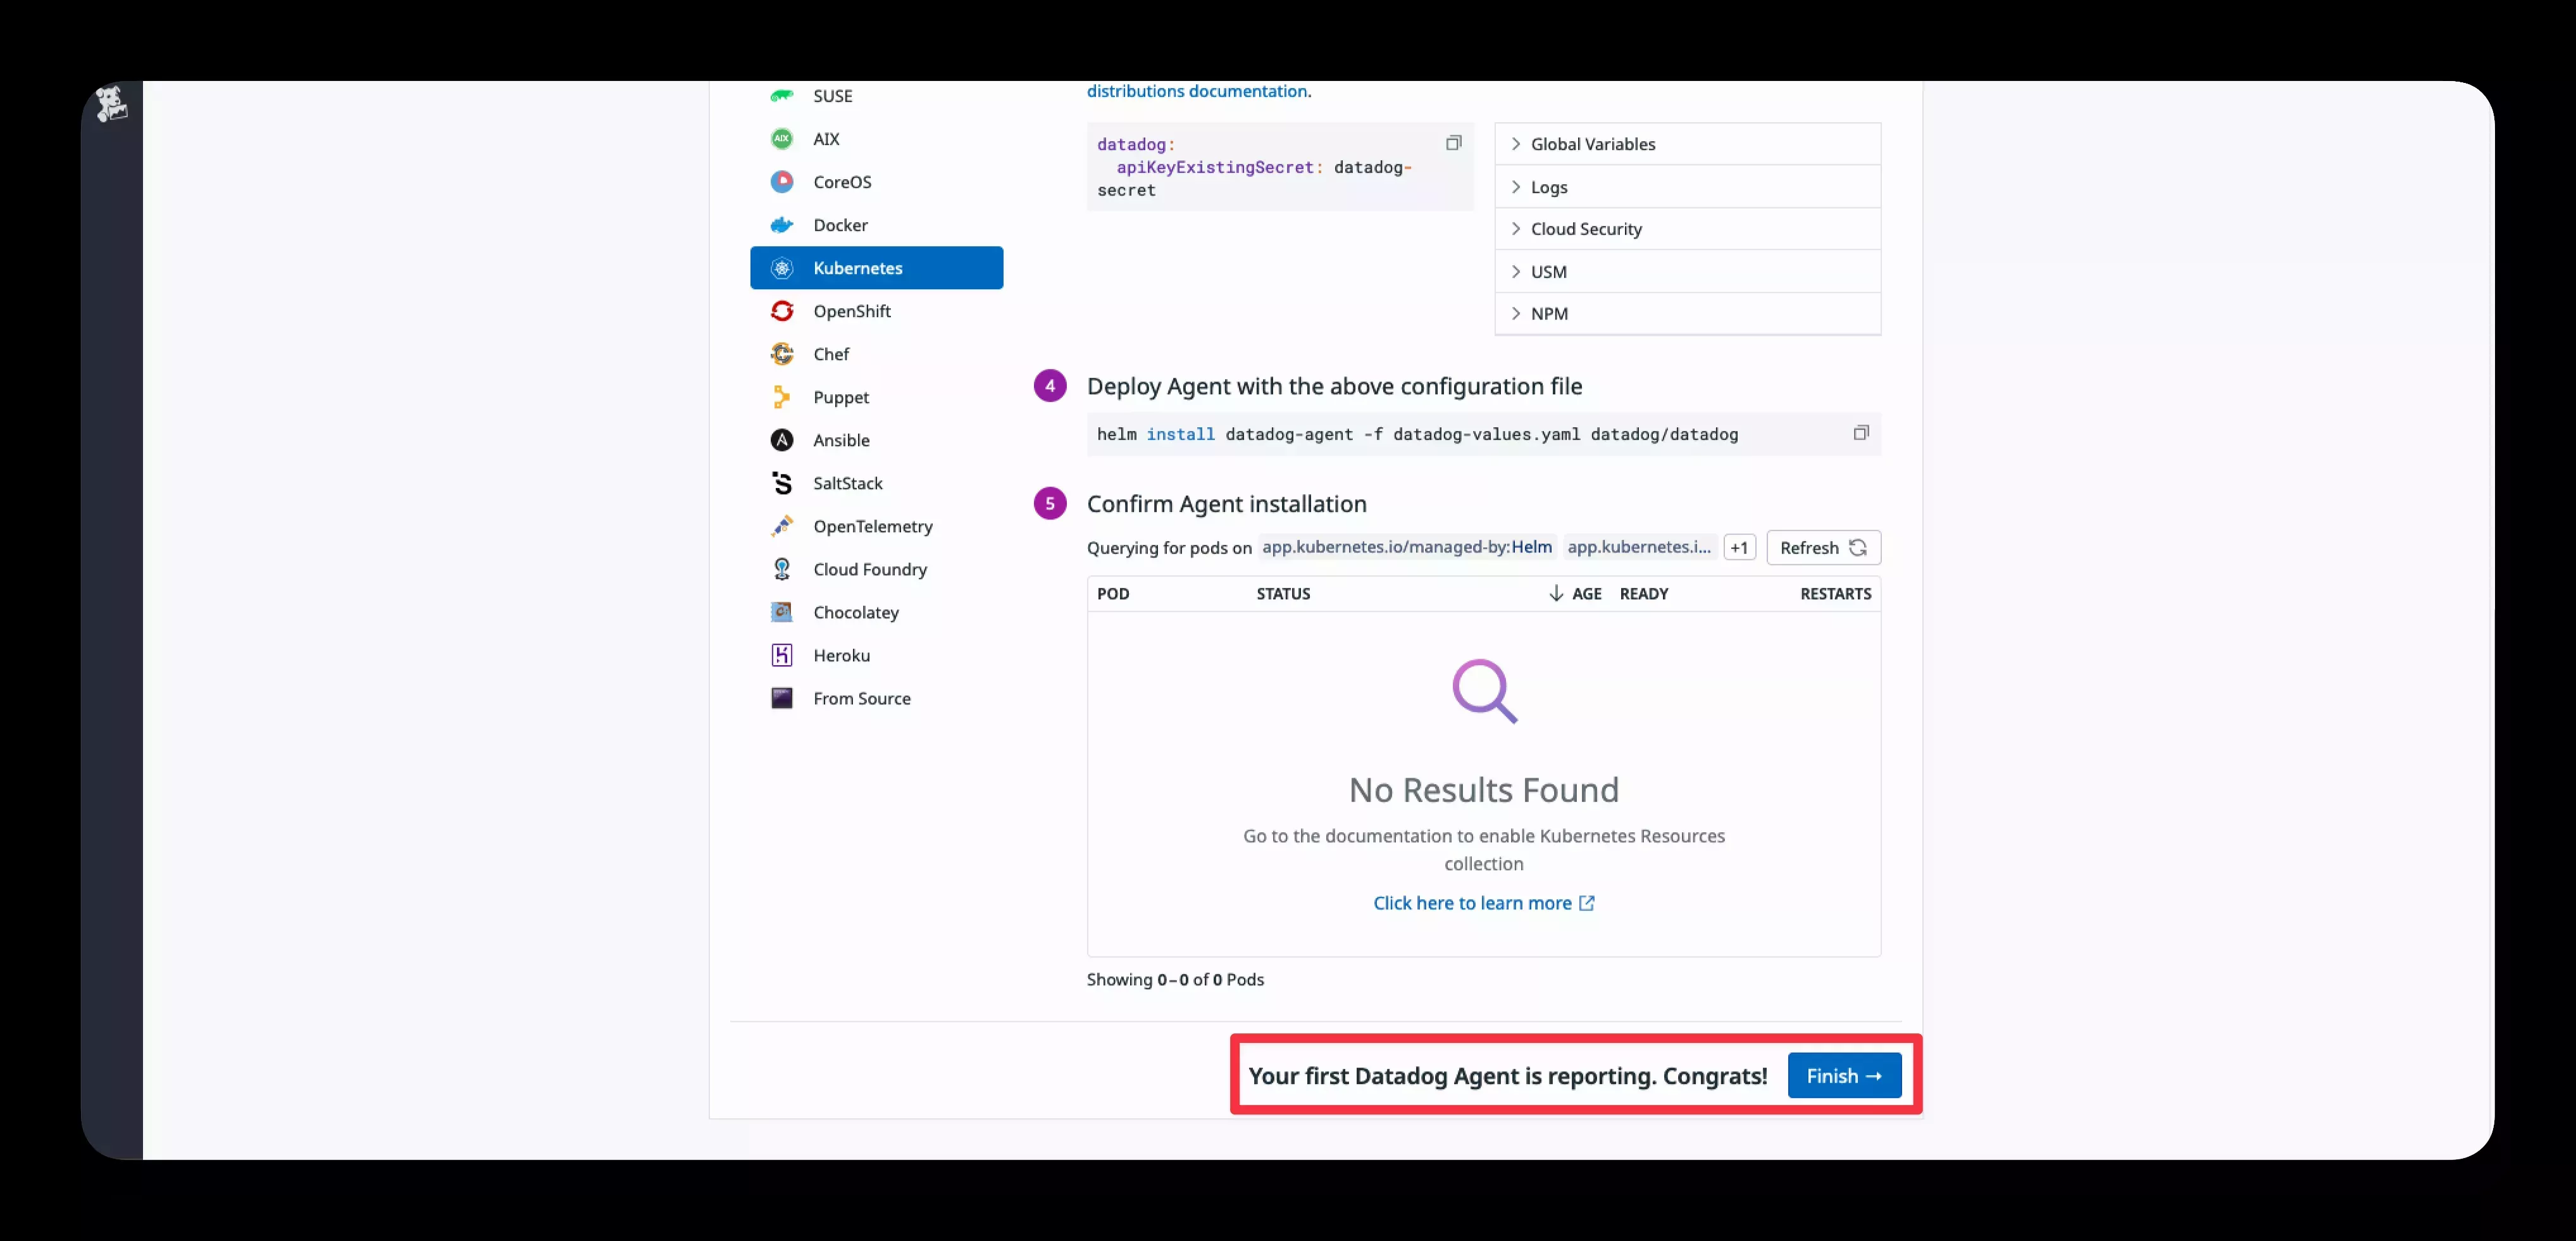 SUSE
AIX
CoreOS
Docker
Kubernetes
OpenShift
Chef
Puppet
Ansible
SaltStack
OpenTelemetry
Cloud Foundry
Chocolatey
Heroku
From Source
distributions documentation.
datadog:
apiKeyExistingSecret: datadog-
secret
Global Variables
Logs
Cloud Security
USM
NPM
4 Deploy Agent with the above configuration file
helm install datadog-agent -f datadog-values.yaml datadog/datadog
5 Confirm Agent installation
Querying for pods on app.kubernetes.io/managed-by:Helm app.kubernetes.i... +1 Refresh
POD STATUS AGE READY RESTARTS
No Results Found
Go to the documentation to enable Kubernetes Resources
collection
Click here to learn more
Showing 0–0 of 0 Pods
Your first Datadog Agent is reporting. Congrats! Finish →